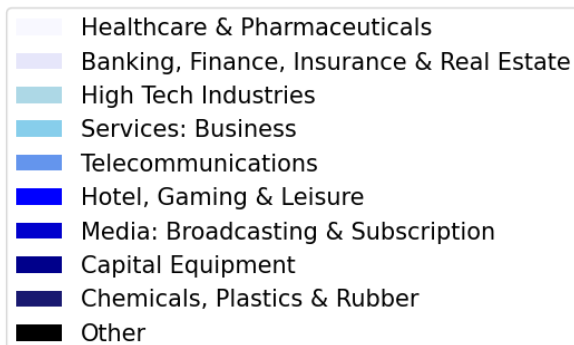 Healthcare & Pharmaceuticals
Banking, Finance, Insurance & Real Estate
High Tech Industries
Services: Business
Telecommunications
Hotel, Gaming & Leisure
Media: Broadcasting & Subscription
Capital Equipment
Chemicals, Plastics & Rubber
Other